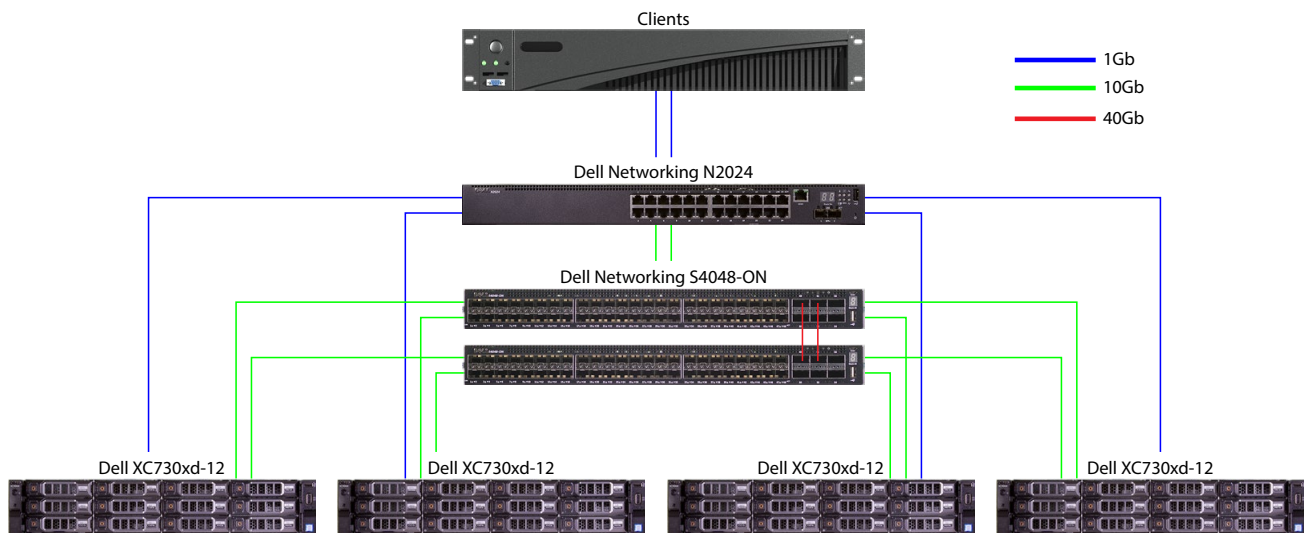 Clients
1Gb
10Gb
40Gb
Dell Networking N2024
Dell Networking S4048-ON
Dell XC730xd-12
Dell XC730xd-12
Dell XC730xd-12
Dell XC730xd-12